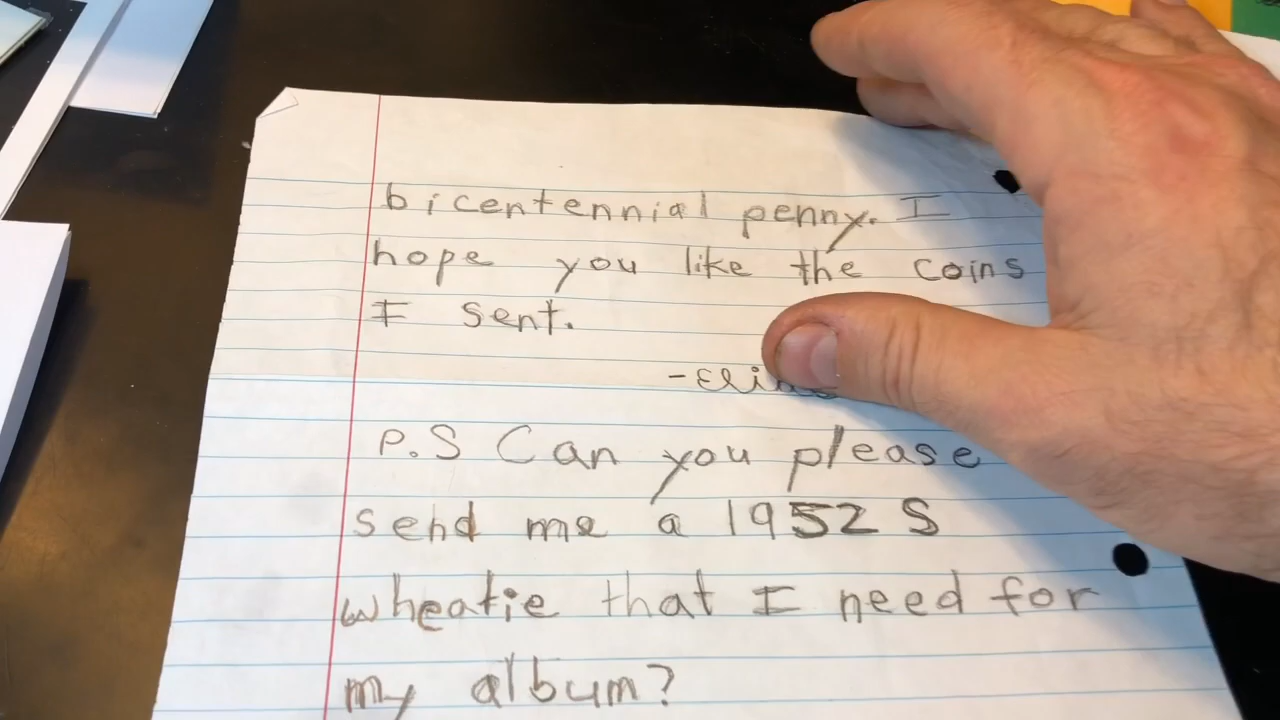 bicentennial penny. I
hope you like the coins
I sent.
P.S Can you please
send me a 1952 S
wheatie that I need for
my album?